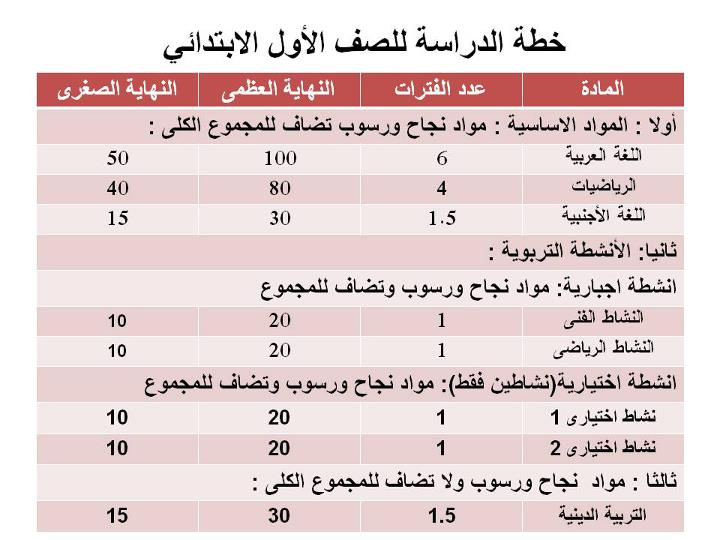 خطة الدراسة للصف الأول الابتدائي
المادة عدد الفترات النهاية العظمى النهاية الصغرى
أولا : المواد الاساسية : مواد نجاح ورسوب تضاف للمجموع الكلى :
اللغة العربية 6 100 50
الرياضيات 4 80 40
اللغة الأجنبية 1.5 30 15
ثانيا: الأنشطة التربوية :
انشطة اجبارية: مواد نجاح ورسوب وتضاف للمجموع
النشاط الفنى 1 20 10
النشاط الرياضى 1 20 10
انشطة اختيارية(نشاطين فقط): مواد نجاح ورسوب وتضاف للمجموع
نشاط اختيارى 1 1 20 10
نشاط اختيارى 2 1 20 10
ثالثا : مواد نجاح ورسوب ولا تضاف للمجموع الكلى :
التربية الدينية 1.5 30 15